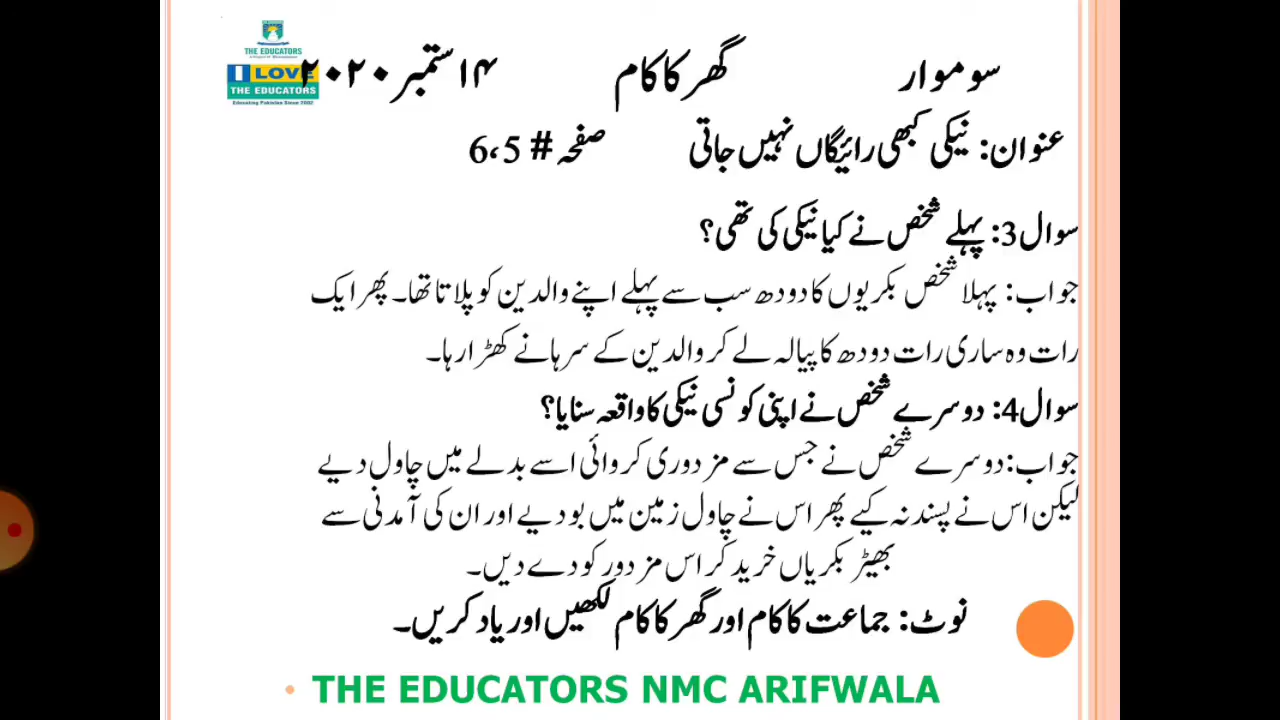 THE EDUCATORS
I LOVE
THE EDUCATORS
Educating Pakistan Since 2002
سوموار گھر کا کام ۱۴ ستمبر ۲۰۲۰
عنوان: نیکی کبھی رائیگاں نہیں جاتی صفحہ # 6،5
سوال 3: پہلے شخص نے کیا نیکی کی تھی؟
جواب: پہلا شخص بکریوں کا دودھ سب سے پہلے اپنے والدین کو پلاتا تھا۔ پھر ایک
رات وہ ساری رات دودھ کا پیالہ لے کر والدین کے سرہانے کھڑا رہا۔
سوال 4: دوسرے شخص نے اپنی کونسی نیکی کا واقعہ سنایا؟
جواب: دوسرے شخص نے جس سے مزدوری کروائی اسے بدلے میں چاول دیے
لیکن اس نے پسند نہ کیے پھر اس نے چاول زمین میں بو دیے اور ان کی آمدنی سے
بھیڑ بکریاں خرید کر اس مزدور کو دے دیں۔
نوٹ: جماعت کا کام اور گھر کا کام لکھیں اور یاد کریں۔
THE EDUCATORS NMC ARIFWALA